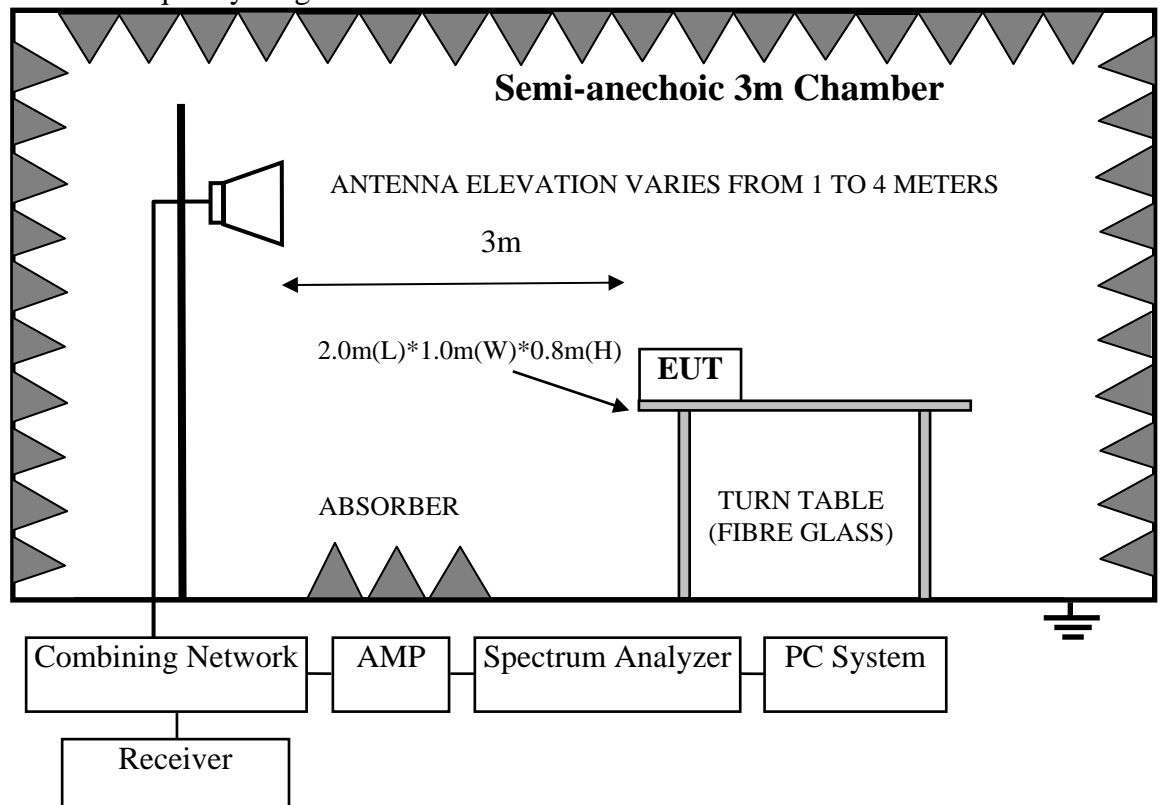 Semi-anechoic 3m Chamber
ANTENNA ELEVATION VARIES FROM 1 TO 4 METERS
3m
2.0m(L)*1.0m(W)*0.8m(H)
EUT
ABSORBER
TURN TABLE
(FIBRE GLASS)
Combining Network
AMP
Spectrum Analyzer
PC System
Receiver